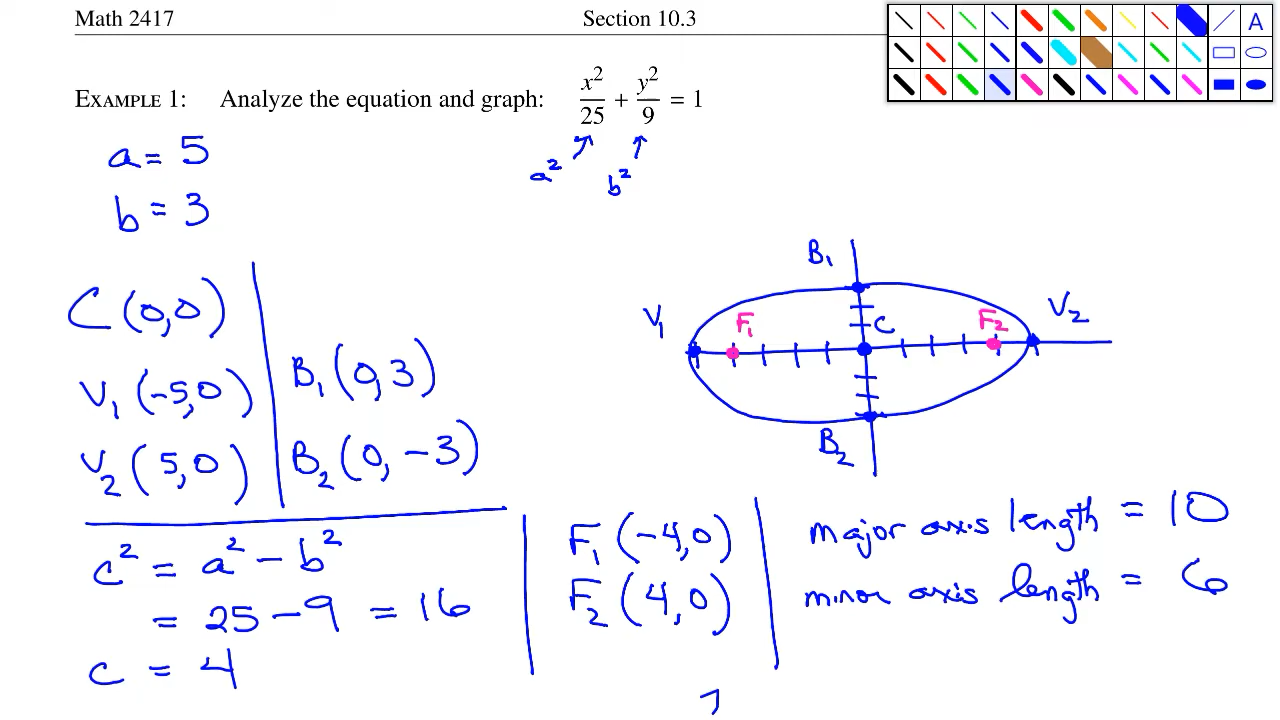 Math 2417 Section 10.3
A
EXAMPLE 1: Analyze the equation and graph: x²/25 + y²/9 = 1
a² b²
a = 5
b = 3
C (0,0)
V₁ (-5,0)
V₂ (5,0)
B₁ (0,3)
B₂ (0, -3)
B₁
V₁ F₁ C F₂ V₂
B₂
c² = a² - b²
= 25 - 9 = 16
c = 4
F₁ (-4,0)
F₂ (4,0)
major axis length = 10
minor axis length = 6